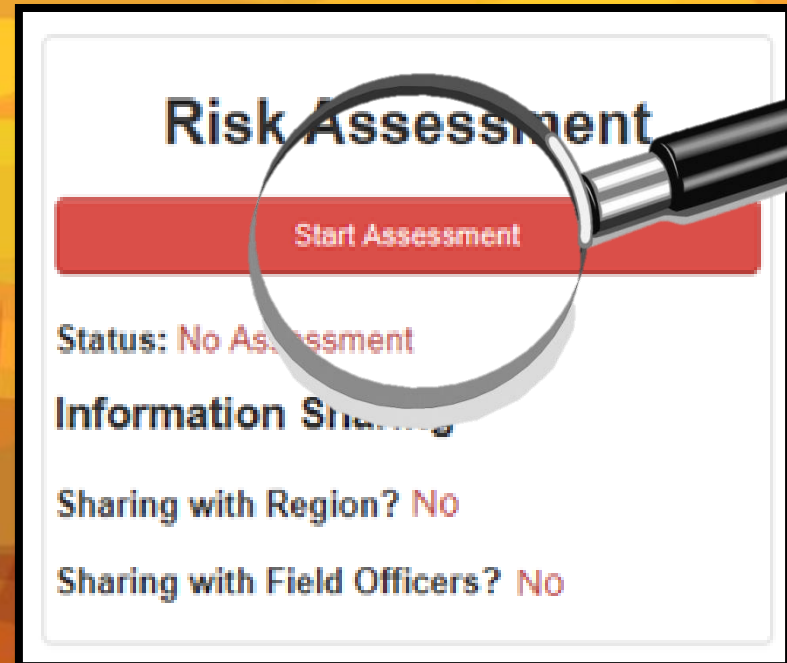 Risk Assessment
Start Assessment
Status: No Assessment
Information Sharing
Sharing with Region? No
Sharing with Field Officers? No